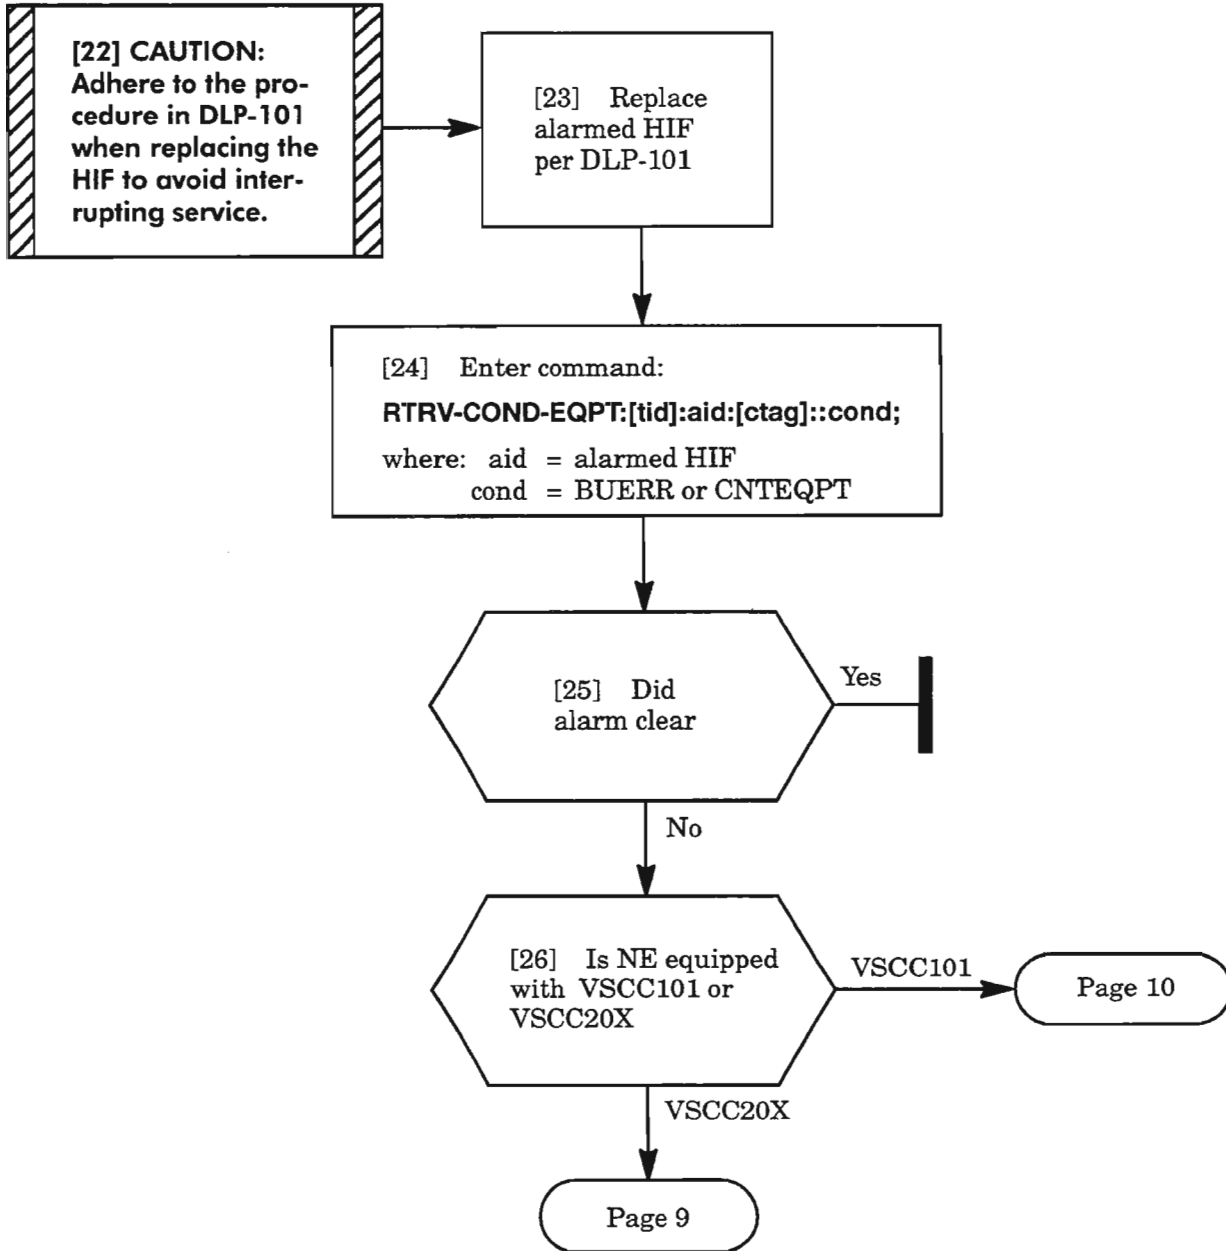 [22] CAUTION:
Adhere to the pro-
cedure in DLP-101
when replacing the
HIF to avoid inter-
rupting service.
[23] Replace
alarmed HIF
per DLP-101
[24] Enter command:
RTRV-COND-EQPT:[tid]:aid:[ctag]::cond;
where: aid = alarmed HIF
cond = BUERR or CNTEQPT
[25] Did
alarm clear
Yes
No
[26] Is NE equipped
with VSCC101 or
VSCC20X
VSCC101
Page 10
VSCC20X
Page 9